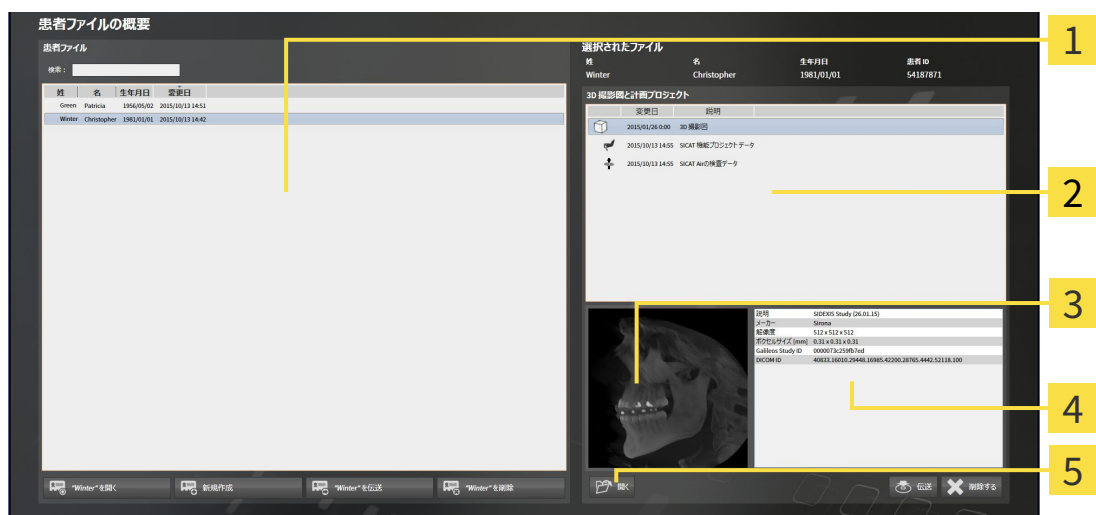 患者ファイルの概要
患者ファイル
検索：
姓 名 生年月日 変更日
Green Patricia 1956/05/02 2015/10/13 14:51
Winter Christopher 1981/01/01 2015/10/13 14:42
"Winter"を開く 新規作成 "Winter"を伝送 "Winter"を削除
選択されたファイル
姓 名 生年月日 患者 ID
Winter Christopher 1981/01/01 54187871
3D 撮影図と計画プロジェクト
変更日 説明
2015/01/26 0:00 3D 撮影図
2015/10/13 14:55 SICAT 機能プロジェクト データ
2015/10/13 14:55 SICAT Airの検査データ
説明 SIDEXIS Study (26.01.15)
メーカー Sirona
解像度 512 x 512 x 512
ボクセルサイズ [mm] 0.31 x 0.31 x 0.31
Galileos Study ID 0000073c259fb7ed
DICOM ID 40833.16010.29448.16985.42200.28765.4442.52118.100
開く 伝送 削除する
1
2
3
4
5